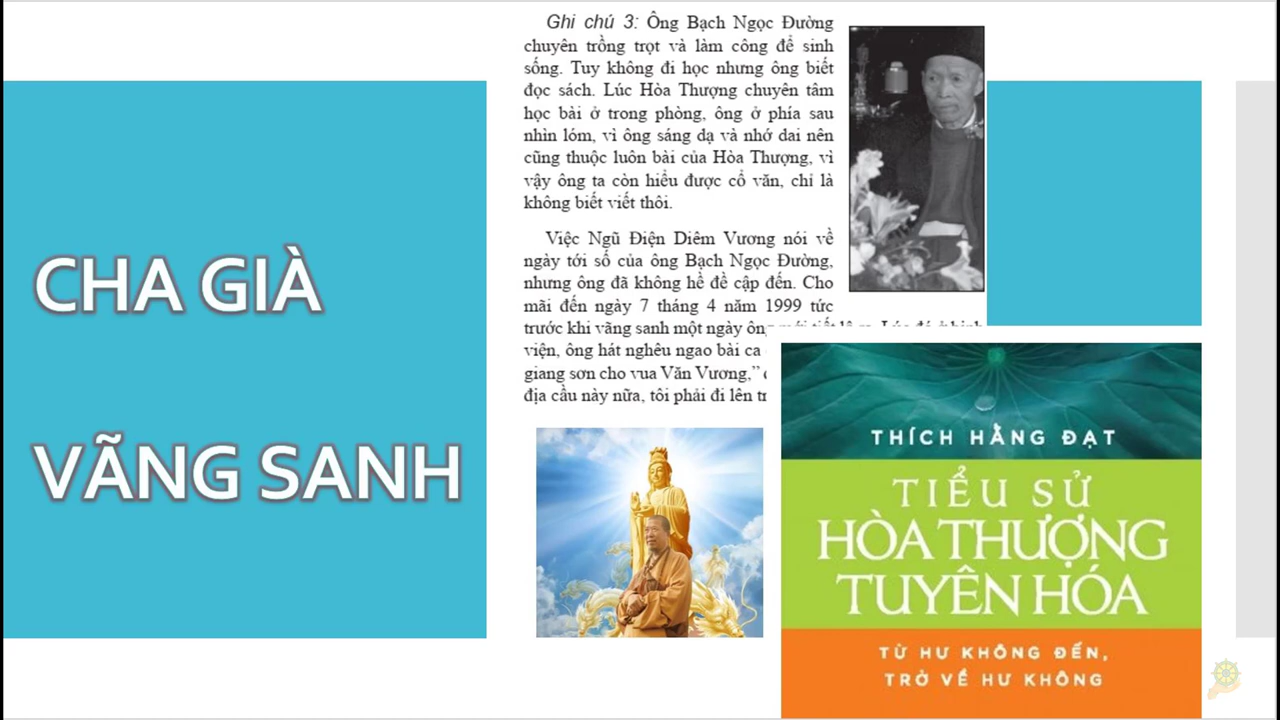 CHA GIÀ
VÃNG SANH
Ghi chú 3: Ông Bạch Ngọc Đường
chuyên trồng trọt và làm công để sinh
sống. Tuy không đi học nhưng ông biết
đọc sách. Lúc Hòa Thượng chuyên tâm
học bài ở trong phòng, ông ở phía sau
nhìn lóm, vì ông sáng dạ và nhớ dai nên
cũng thuộc luôn bài của Hòa Thượng, vì
vậy ông ta còn hiểu được cổ văn, chỉ là
không biết viết thôi.
Việc Ngũ Điện Diêm Vương nói về
ngày tới số của ông Bạch Ngọc Đường,
nhưng ông đã không hề đề cập đến. Cho
mãi đến ngày 7 tháng 4 năm 1999 tức
trước khi vãng sanh một ngày ông
viện, ông hát nghêu ngao bài ca
giang sơn cho vua Văn Vương,”
địa cầu này nữa, tôi phải đi lên
THÍCH HẰNG ĐẠT
TIỂU SỬ
HÒA THƯỢNG
TUYÊN HÓA
TỪ HƯ KHÔNG ĐẾN,
TRỞ VỀ HƯ KHÔNG